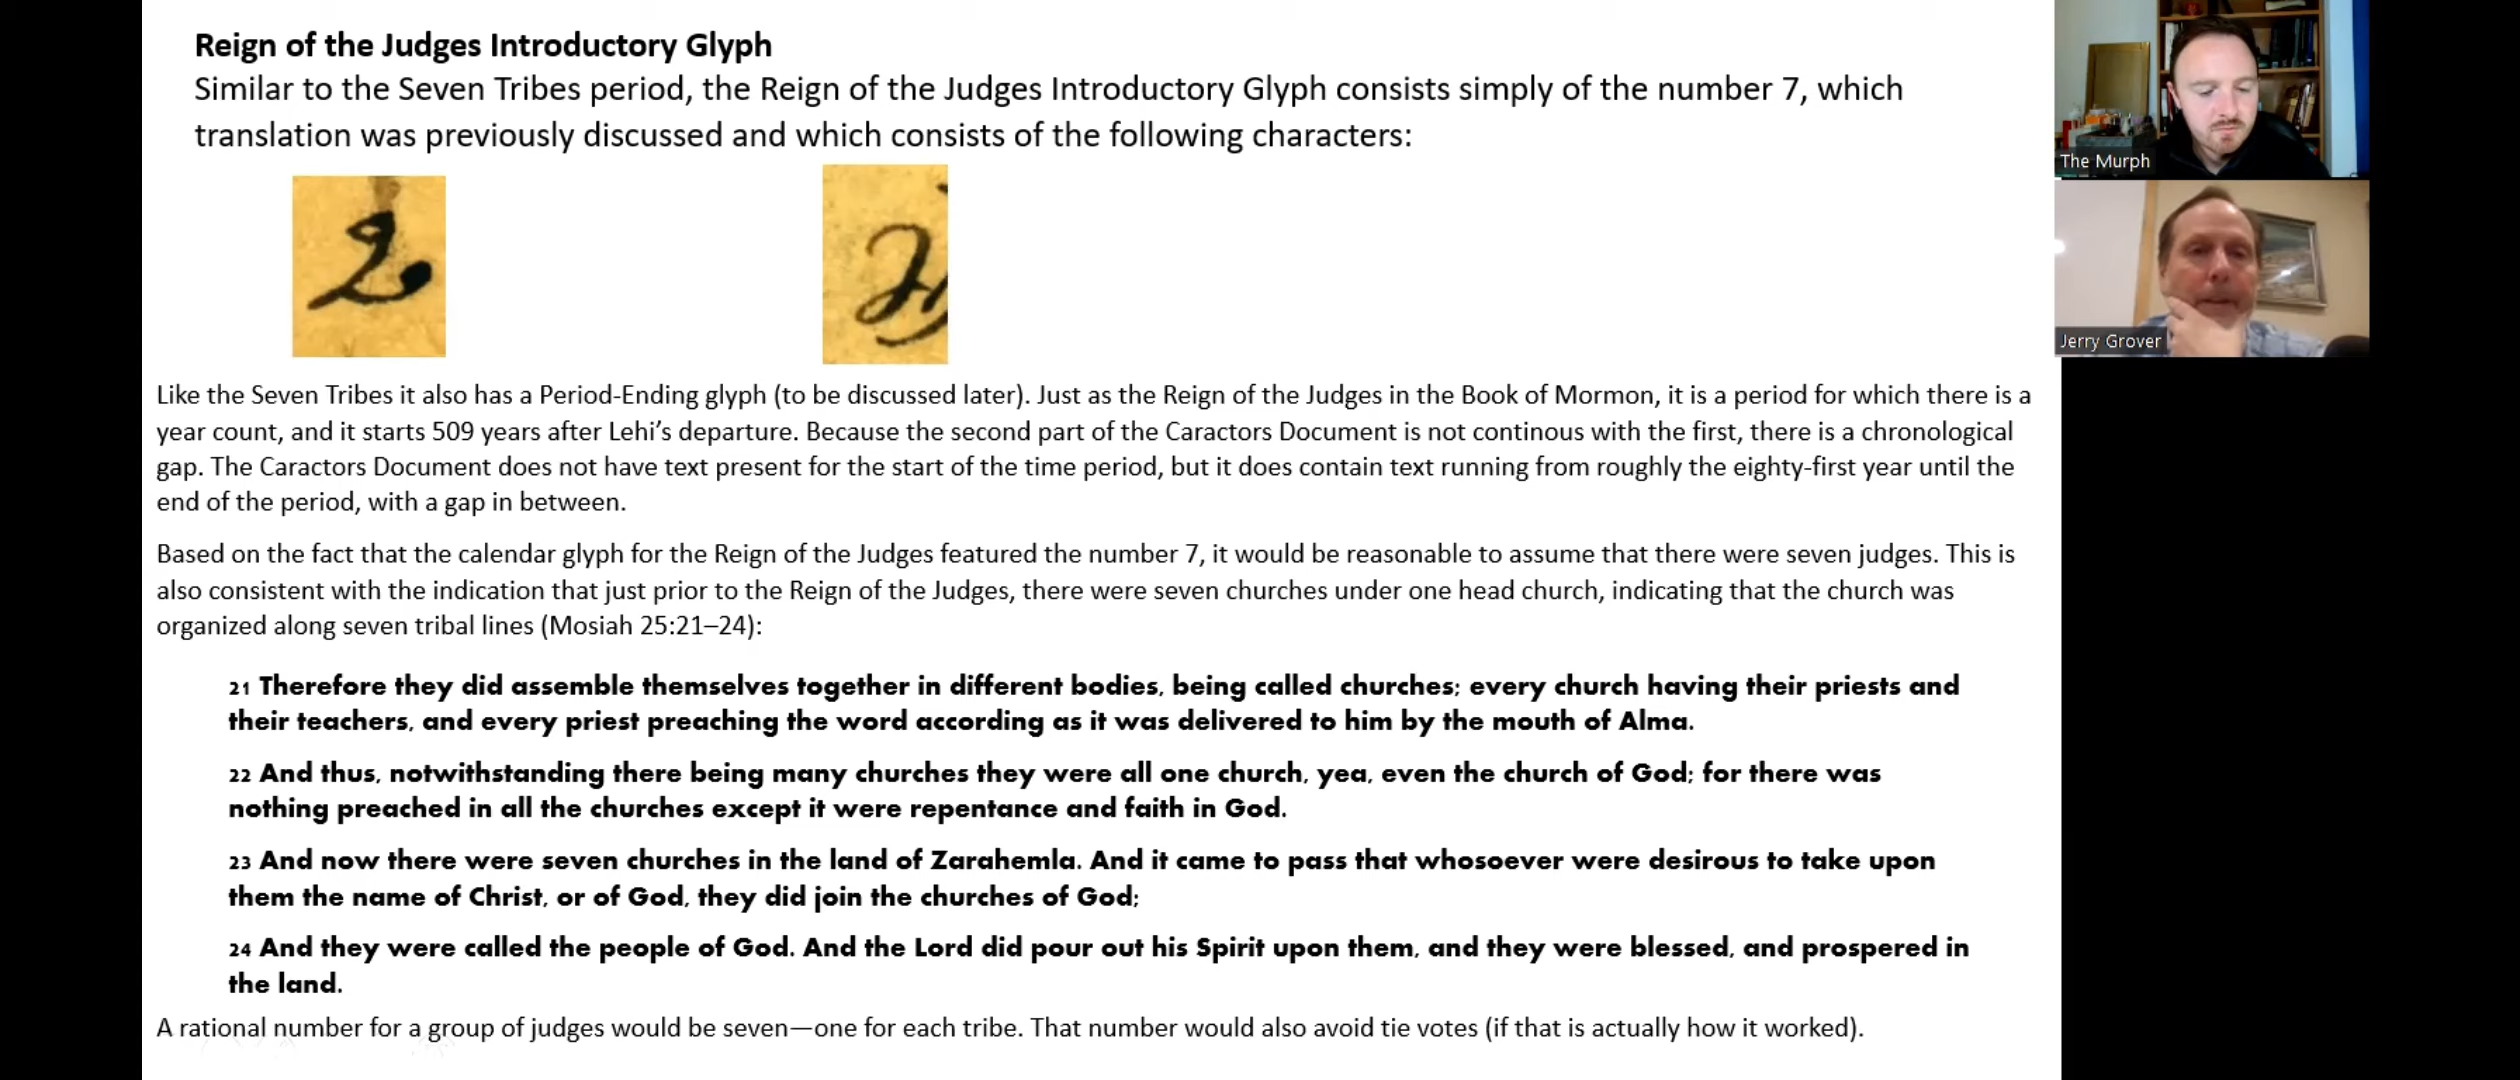 Reign of the Judges Introductory Glyph
Similar to the Seven Tribes period, the Reign of the Judges Introductory Glyph consists simply of the number 7, which
translation was previously discussed and which consists of the following characters:
Like the Seven Tribes it also has a Period-Ending glyph (to be discussed later). Just as the Reign of the Judges in the Book of Mormon, it is a period for which there is a
year count, and it starts 509 years after Lehi’s departure. Because the second part of the Caractors Document is not continous with the first, there is a chronological
gap. The Caractors Document does not have text present for the start of the time period, but it does contain text running from roughly the eighty-first year until the
end of the period, with a gap in between.
Based on the fact that the calendar glyph for the Reign of the Judges featured the number 7, it would be reasonable to assume that there were seven judges. This is
also consistent with the indication that just prior to the Reign of the Judges, there were seven churches under one head church, indicating that the church was
organized along seven tribal lines (Mosiah 25:21–24):
21 Therefore they did assemble themselves together in different bodies, being called churches; every church having their priests and
their teachers, and every priest preaching the word according as it was delivered to him by the mouth of Alma.
22 And thus, notwithstanding there being many churches they were all one church, yea, even the church of God; for there was
nothing preached in all the churches except it were repentance and faith in God.
23 And now there were seven churches in the land of Zarahemla. And it came to pass that whosoever were desirous to take upon
them the name of Christ, or of God, they did join the churches of God;
24 And they were called the people of God. And the Lord did pour out his Spirit upon them, and they were blessed, and prospered in
the land.
A rational number for a group of judges would be seven—one for each tribe. That number would also avoid tie votes (if that is actually how it worked).
The Murph
Jerry Grover